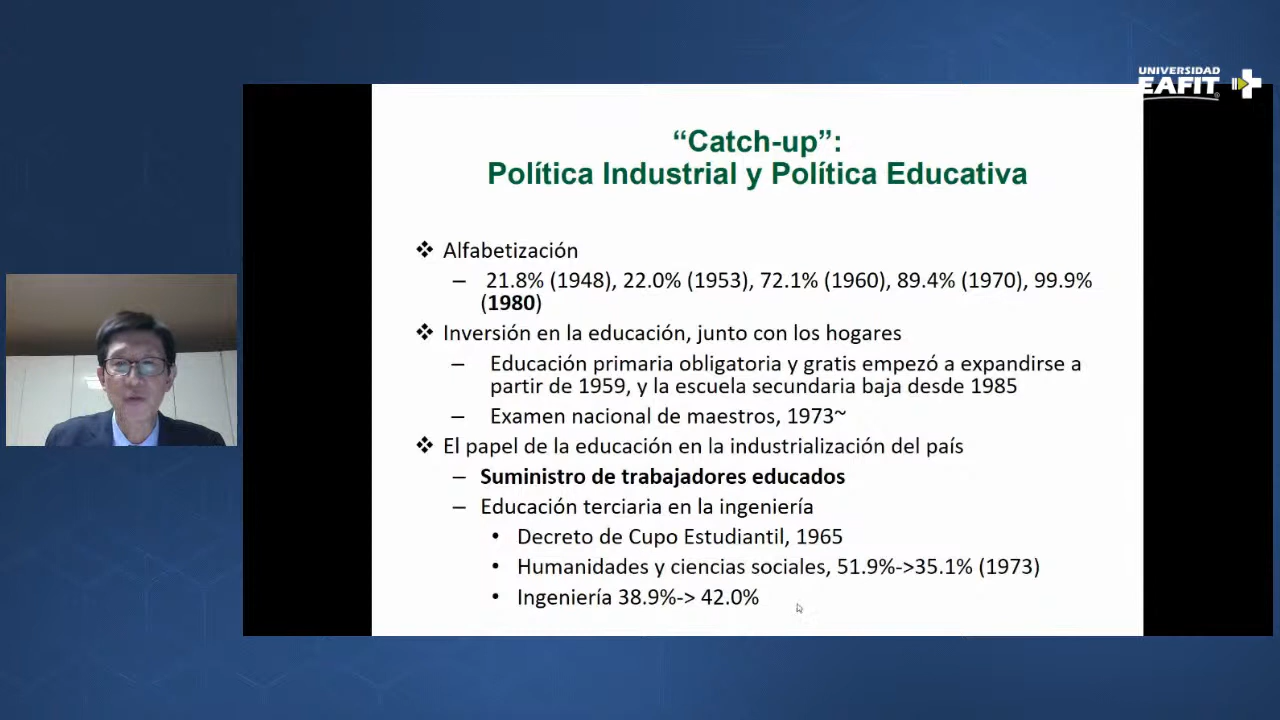 UNIVERSIDAD
EAFIT
“Catch-up”:
Política Industrial y Política Educativa
❖ Alfabetización
– 21.8% (1948), 22.0% (1953), 72.1% (1960), 89.4% (1970), 99.9%
(1980)
❖ Inversión en la educación, junto con los hogares
– Educación primaria obligatoria y gratis empezó a expandirse a
partir de 1959, y la escuela secundaria baja desde 1985
– Examen nacional de maestros, 1973~
❖ El papel de la educación en la industrialización del país
– Suministro de trabajadores educados
– Educación terciaria en la ingeniería
• Decreto de Cupo Estudiantil, 1965
• Humanidades y ciencias sociales, 51.9%->35.1% (1973)
• Ingeniería 38.9%-> 42.0%